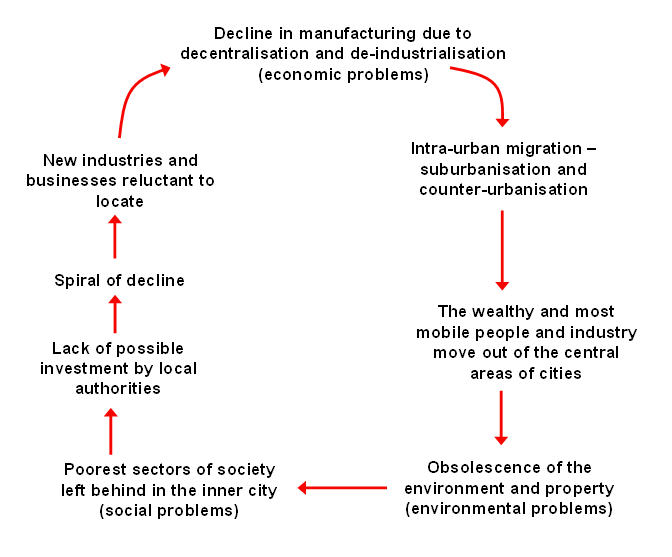 Decline in manufacturing due to
decentralisation and de-industrialisation
(economic problems)
Intra-urban migration –
suburbanisation and
counter-urbanisation
The wealthy and most
mobile people and industry
move out of the central
areas of cities
Obsolescence of the
environment and property
(environmental problems)
Poorest sectors of society
left behind in the inner city
(social problems)
Lack of possible
investment by local
authorities
Spiral of decline
New industries and
businesses reluctant to
locate